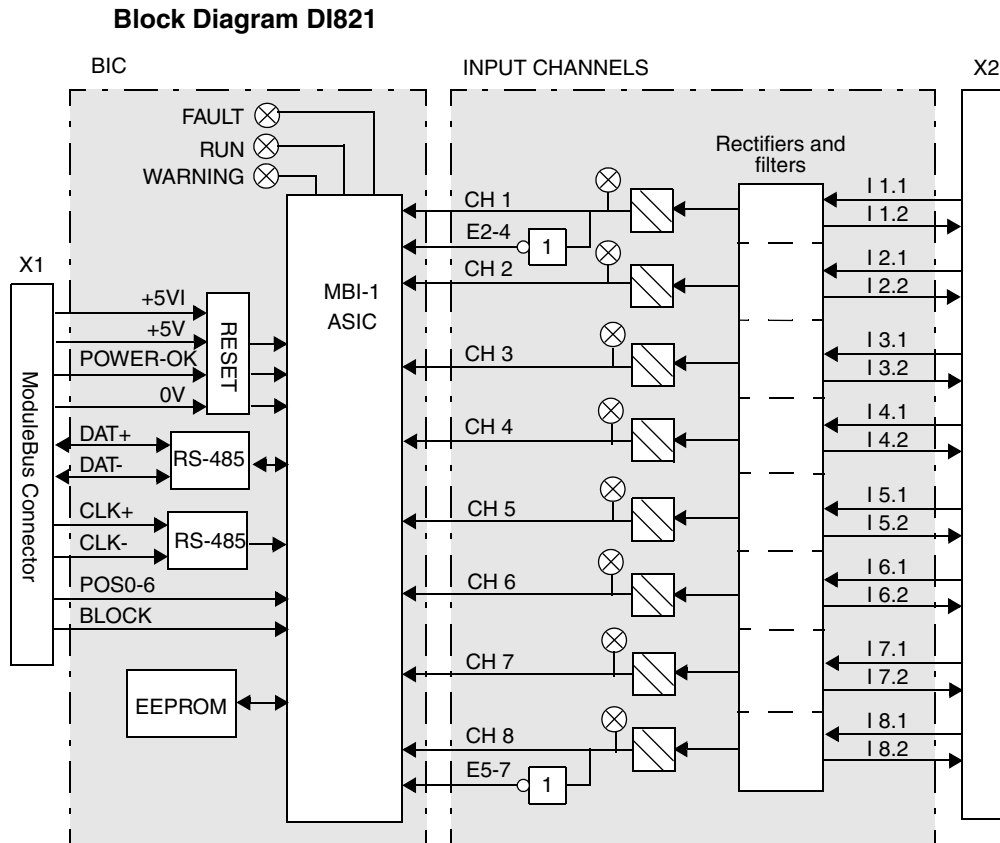 Block Diagram DI821
BIC
INPUT CHANNELS
X2
FAULT
RUN
WARNING
Rectifiers and
filters
X1
ModuleBus Connector
+5VI
+5V
POWER-OK
0V
RESET
DAT+
DAT-
RS-485
CLK+
CLK-
RS-485
POS0-6
BLOCK
EEPROM
MBI-1
ASIC
CH 1
E2-4
1
CH 2
CH 3
CH 4
CH 5
CH 6
CH 7
CH 8
E5-7
1
I 1.1
I 1.2
I 2.1
I 2.2
I 3.1
I 3.2
I 4.1
I 4.2
I 5.1
I 5.2
I 6.1
I 6.2
I 7.1
I 7.2
I 8.1
I 8.2